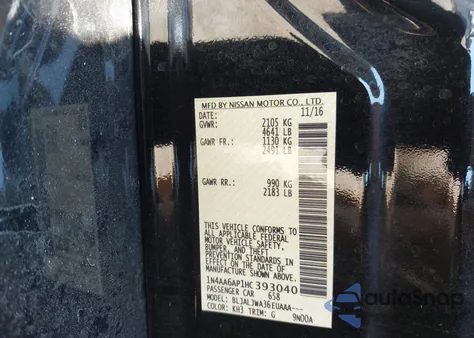 MFD BY NISSAN MOTOR CO., LTD.
DATE: 11/16
GVWR: 2105 KG
4641 LB
GAWR FR.: 1130 KG
2491 LB
GAWR RR.: 990 KG
2183 LB
THIS VEHICLE CONFORMS TO
ALL APPLICABLE FEDERAL
MOTOR VEHICLE SAFETY,
BUMPER, AND THEFT
PREVENTION STANDARDS IN
EFFECT ON THE DATE OF
MANUFACTURE SHOWN ABOVE.
1N4AA6AP1HC393040
PASSENGER CAR 658
MODEL: BLJALJWA36EUAAA---
COLOR: KH3 TRIM: G 9N00A
AutoSnap